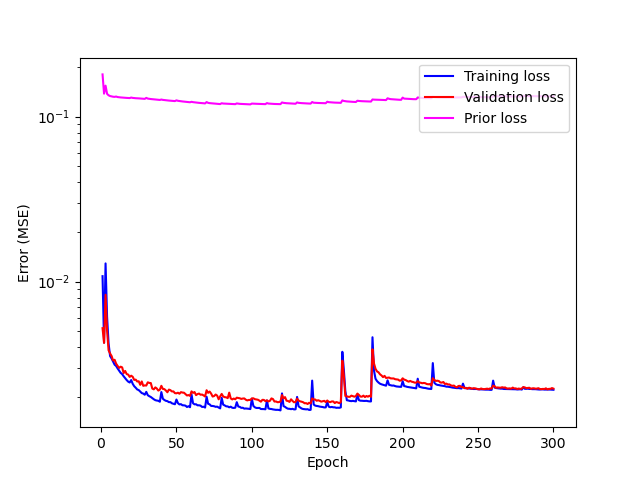 Training loss
Validation loss
Prior loss
10⁻¹
10⁻²
Error (MSE)
0 50 100 150 200 250 300
Epoch